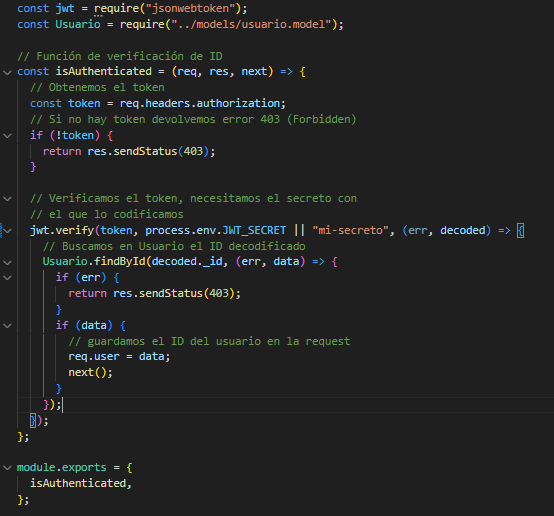 const jwt = require("jsonwebtoken");
const Usuario = require("../models/usuario.model");

// Función de verificación de ID
const isAuthenticated = (req, res, next) => {
  // Obtenemos el token
  const token = req.headers.authorization;
  // Si no hay token devolvemos error 403 (Forbidden)
  if (!token) {
    return res.sendStatus(403);
  }

  // Verificamos el token, necesitamos el secreto con
  // el que lo codificamos
  jwt.verify(token, process.env.JWT_SECRET || "mi-secreto", (err, decoded) => {
    // Buscamos en Usuario el ID decodificado
    Usuario.findById(decoded._id, (err, data) => {
      if (err) {
        return res.sendStatus(403);
      }
      if (data) {
        // guardamos el ID del usuario en la request
        req.user = data;
        next();
      }
    });
  });
};

module.exports = {
  isAuthenticated,
};